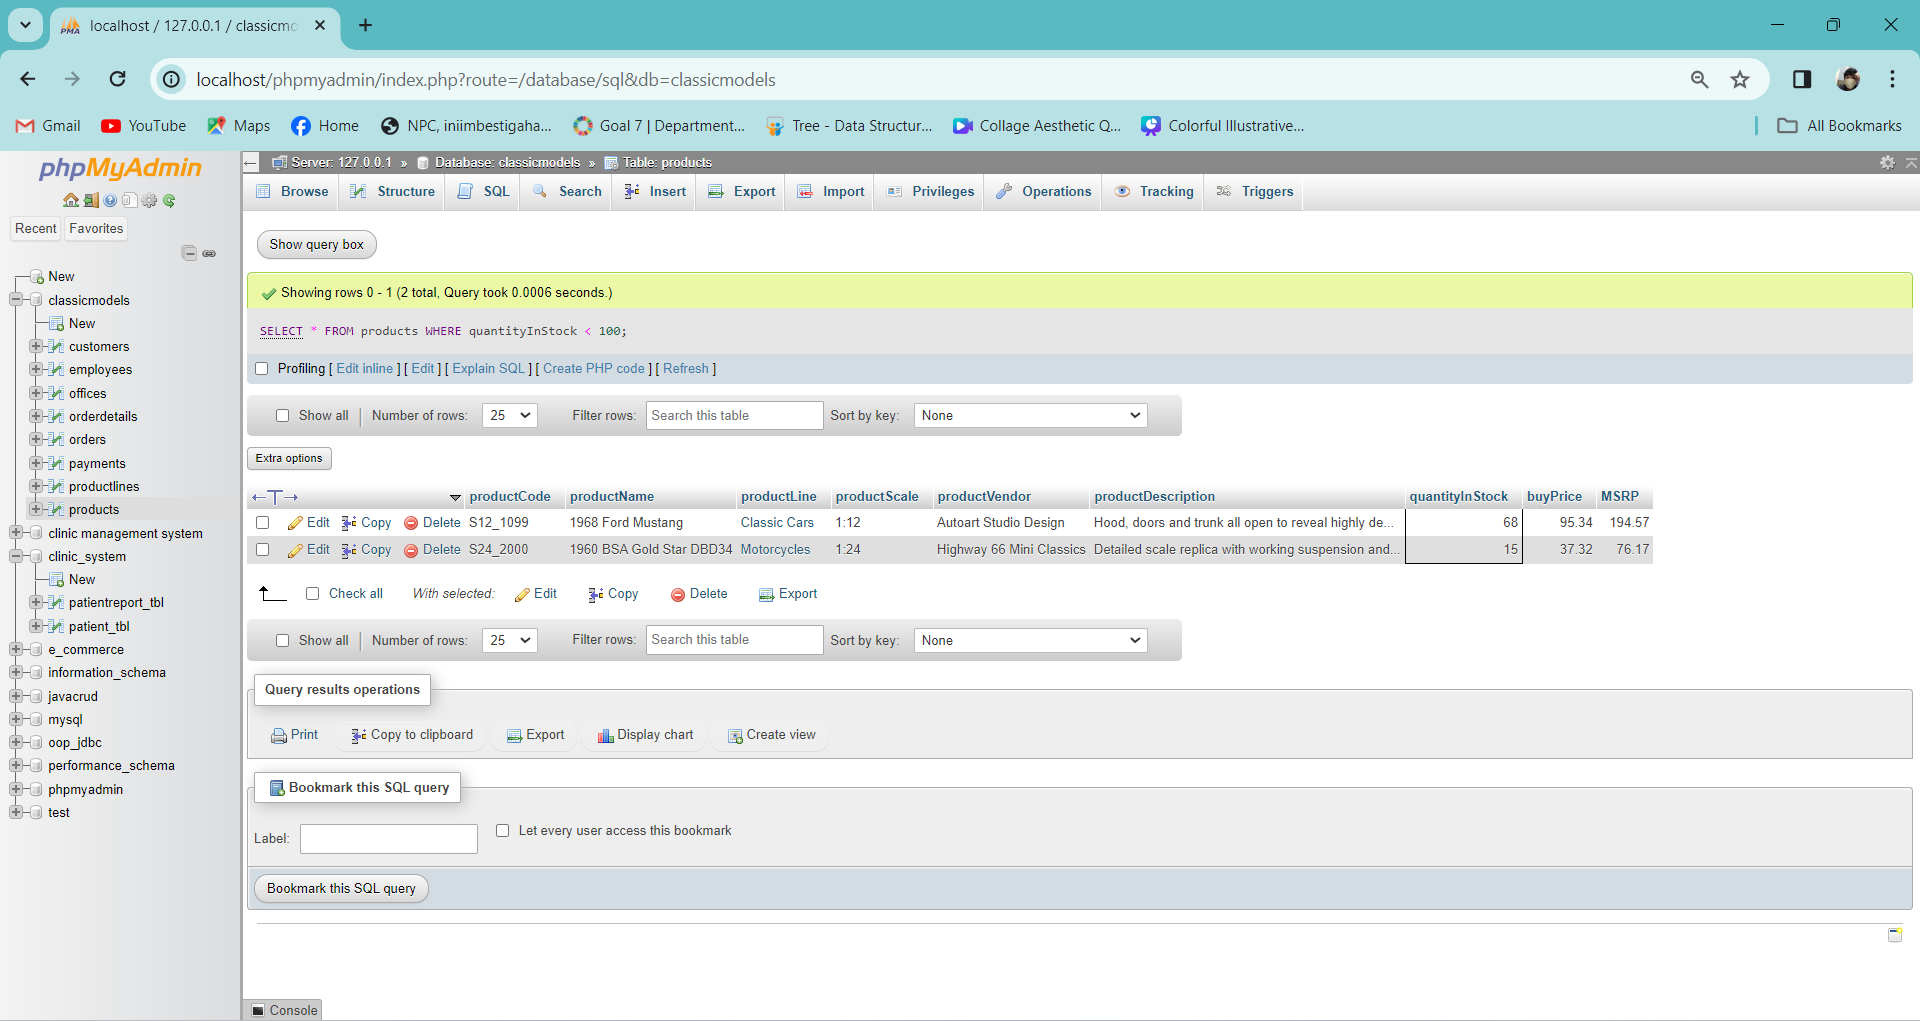 localhost / 127.0.0.1 / classicmo
localhost/phpmyadmin/index.php?route=/database/sql&db=classicmodels
Gmail YouTube Maps Home NPC, iniimbestigaha... Goal 7 | Department... Tree - Data Structur... Collage Aesthetic Q... Colorful Illustrative... All Bookmarks
phpMyAdmin
Recent Favorites
New
classicmodels
New
customers
employees
offices
orderdetails
orders
payments
productlines
products
clinic management system
clinic_system
New
patientreport_tbl
patient_tbl
e_commerce
information_schema
javacrud
mysql
oop_jdbc
performance_schema
phpmyadmin
test
Server: 127.0.0.1 » Database: classicmodels » Table: products
Browse Structure SQL Search Insert Export Import Privileges Operations Tracking Triggers
Show query box
Showing rows 0 - 1 (2 total, Query took 0.0006 seconds.)
SELECT * FROM products WHERE quantityInStock < 100;
Profiling [ Edit inline ] [ Edit ] [ Explain SQL ] [ Create PHP code ] [ Refresh ]
Show all Number of rows: 25 Filter rows: Search this table Sort by key: None
Extra options
productCode productName productLine productScale productVendor productDescription quantityInStock buyPrice MSRP
Edit Copy Delete S12_1099 1968 Ford Mustang Classic Cars 1:12 Autoart Studio Design Hood, doors and trunk all open to reveal highly de... 68 95.34 194.57
Edit Copy Delete S24_2000 1960 BSA Gold Star DBD34 Motorcycles 1:24 Highway 66 Mini Classics Detailed scale replica with working suspension and... 15 37.32 76.17
Check all With selected: Edit Copy Delete Export
Show all Number of rows: 25 Filter rows: Search this table Sort by key: None
Query results operations
Print Copy to clipboard Export Display chart Create view
Bookmark this SQL query
Label: Let every user access this bookmark
Bookmark this SQL query
Console